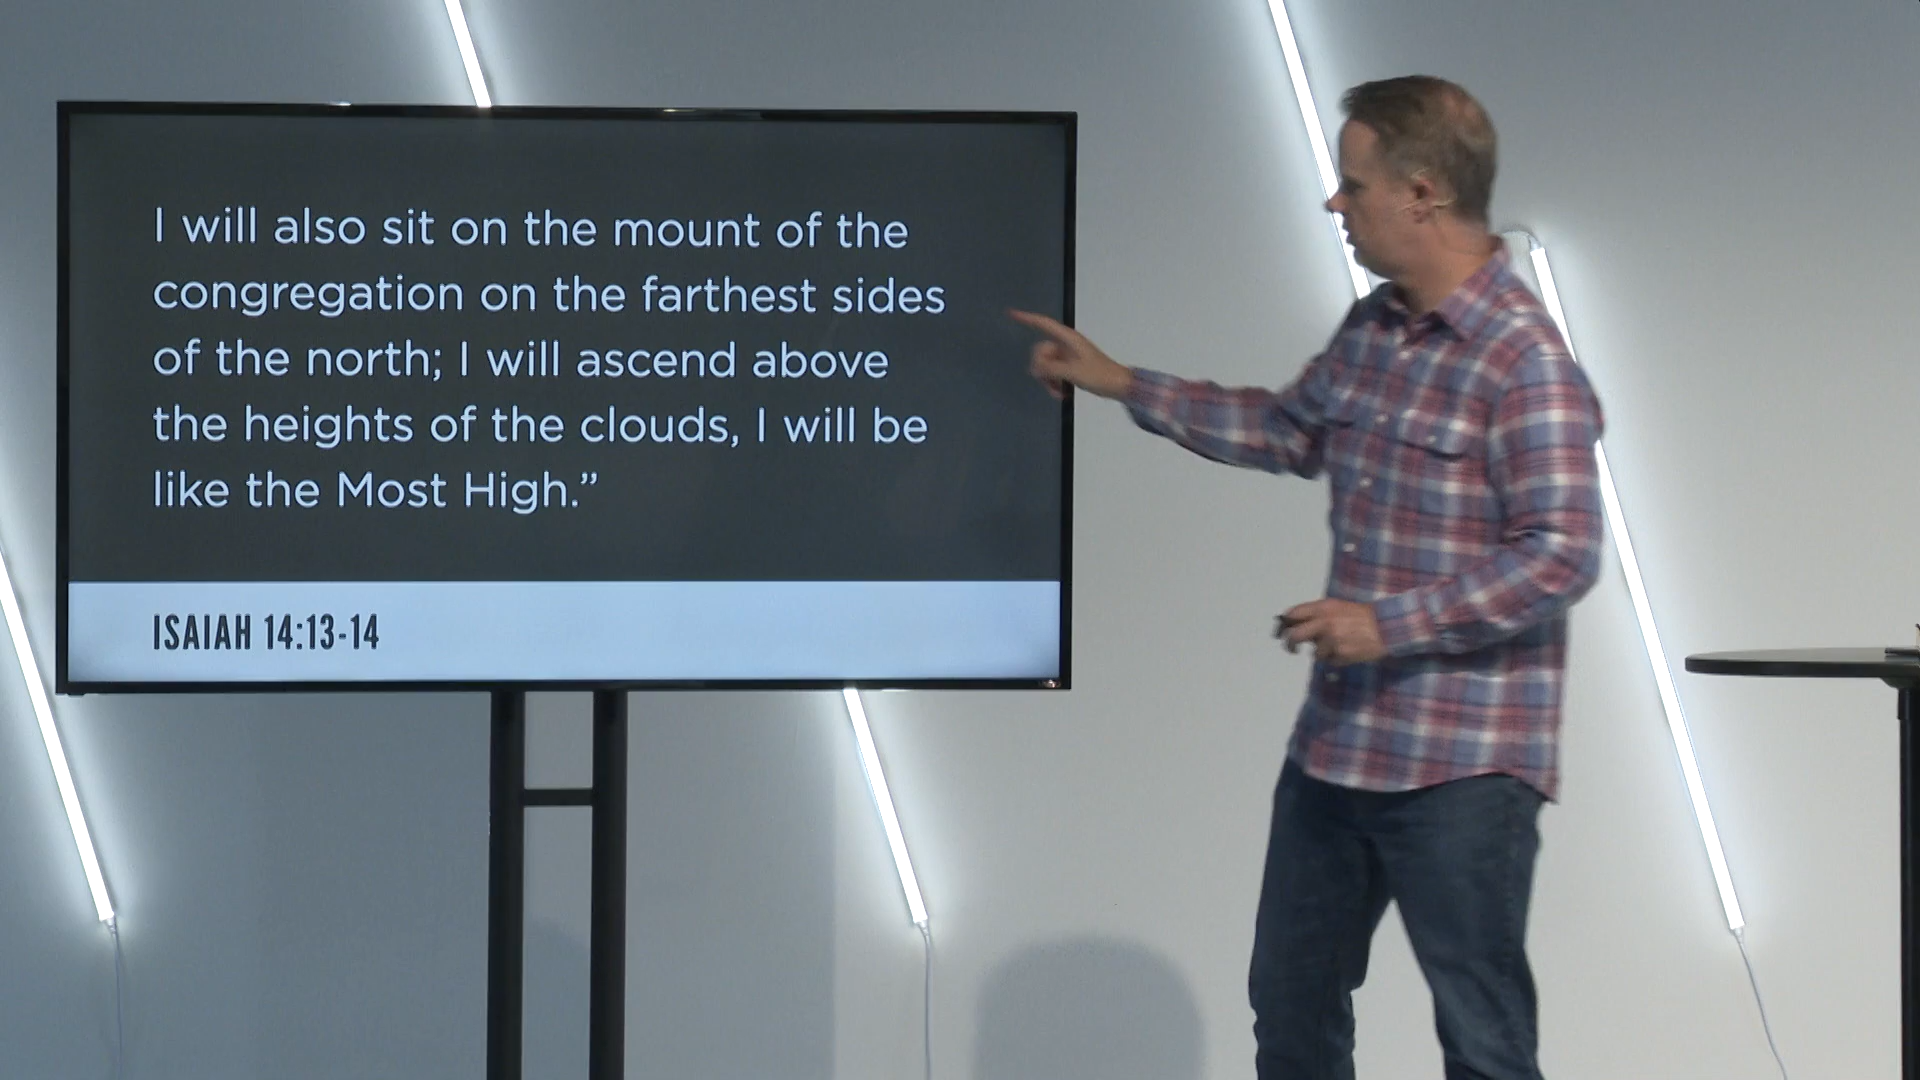 I will also sit on the mount of the
congregation on the farthest sides
of the north; I will ascend above
the heights of the clouds, I will be
like the Most High.”
ISAIAH 14:13-14